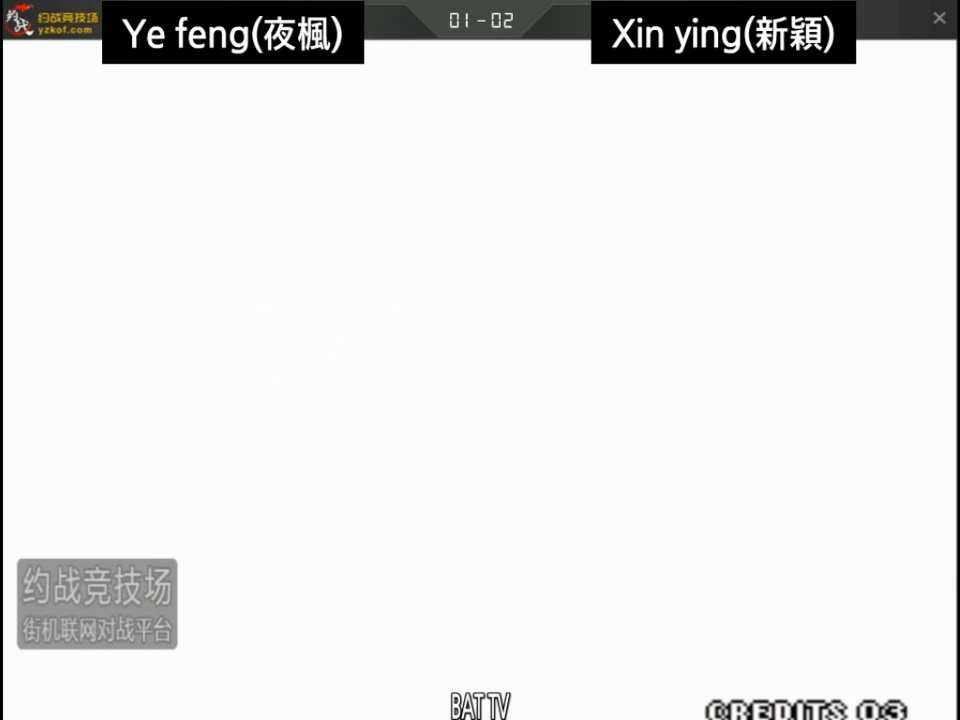 约战竞技场
yzkof.com
Ye feng(夜楓)
01-02
Xin ying(新穎)
约战竞技场
街机联网对战平台
BAT TV
CREDITS 03